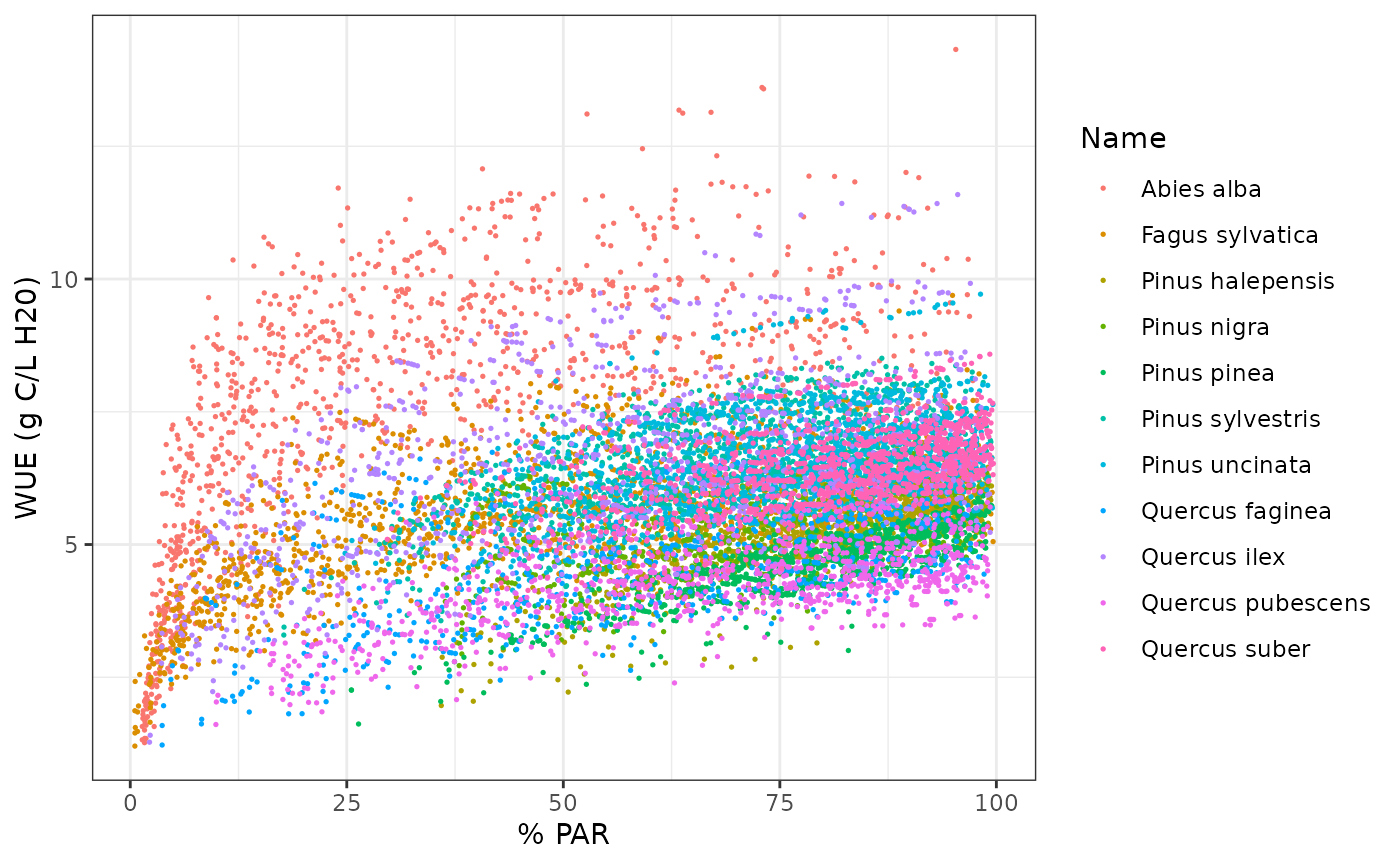 WUE (g C/L H20)
10
5
0
25
50
75
100
% PAR
Name
Abies alba
Fagus sylvatica
Pinus halepensis
Pinus nigra
Pinus pinea
Pinus sylvestris
Pinus uncinata
Quercus faginea
Quercus ilex
Quercus pubescens
Quercus suber